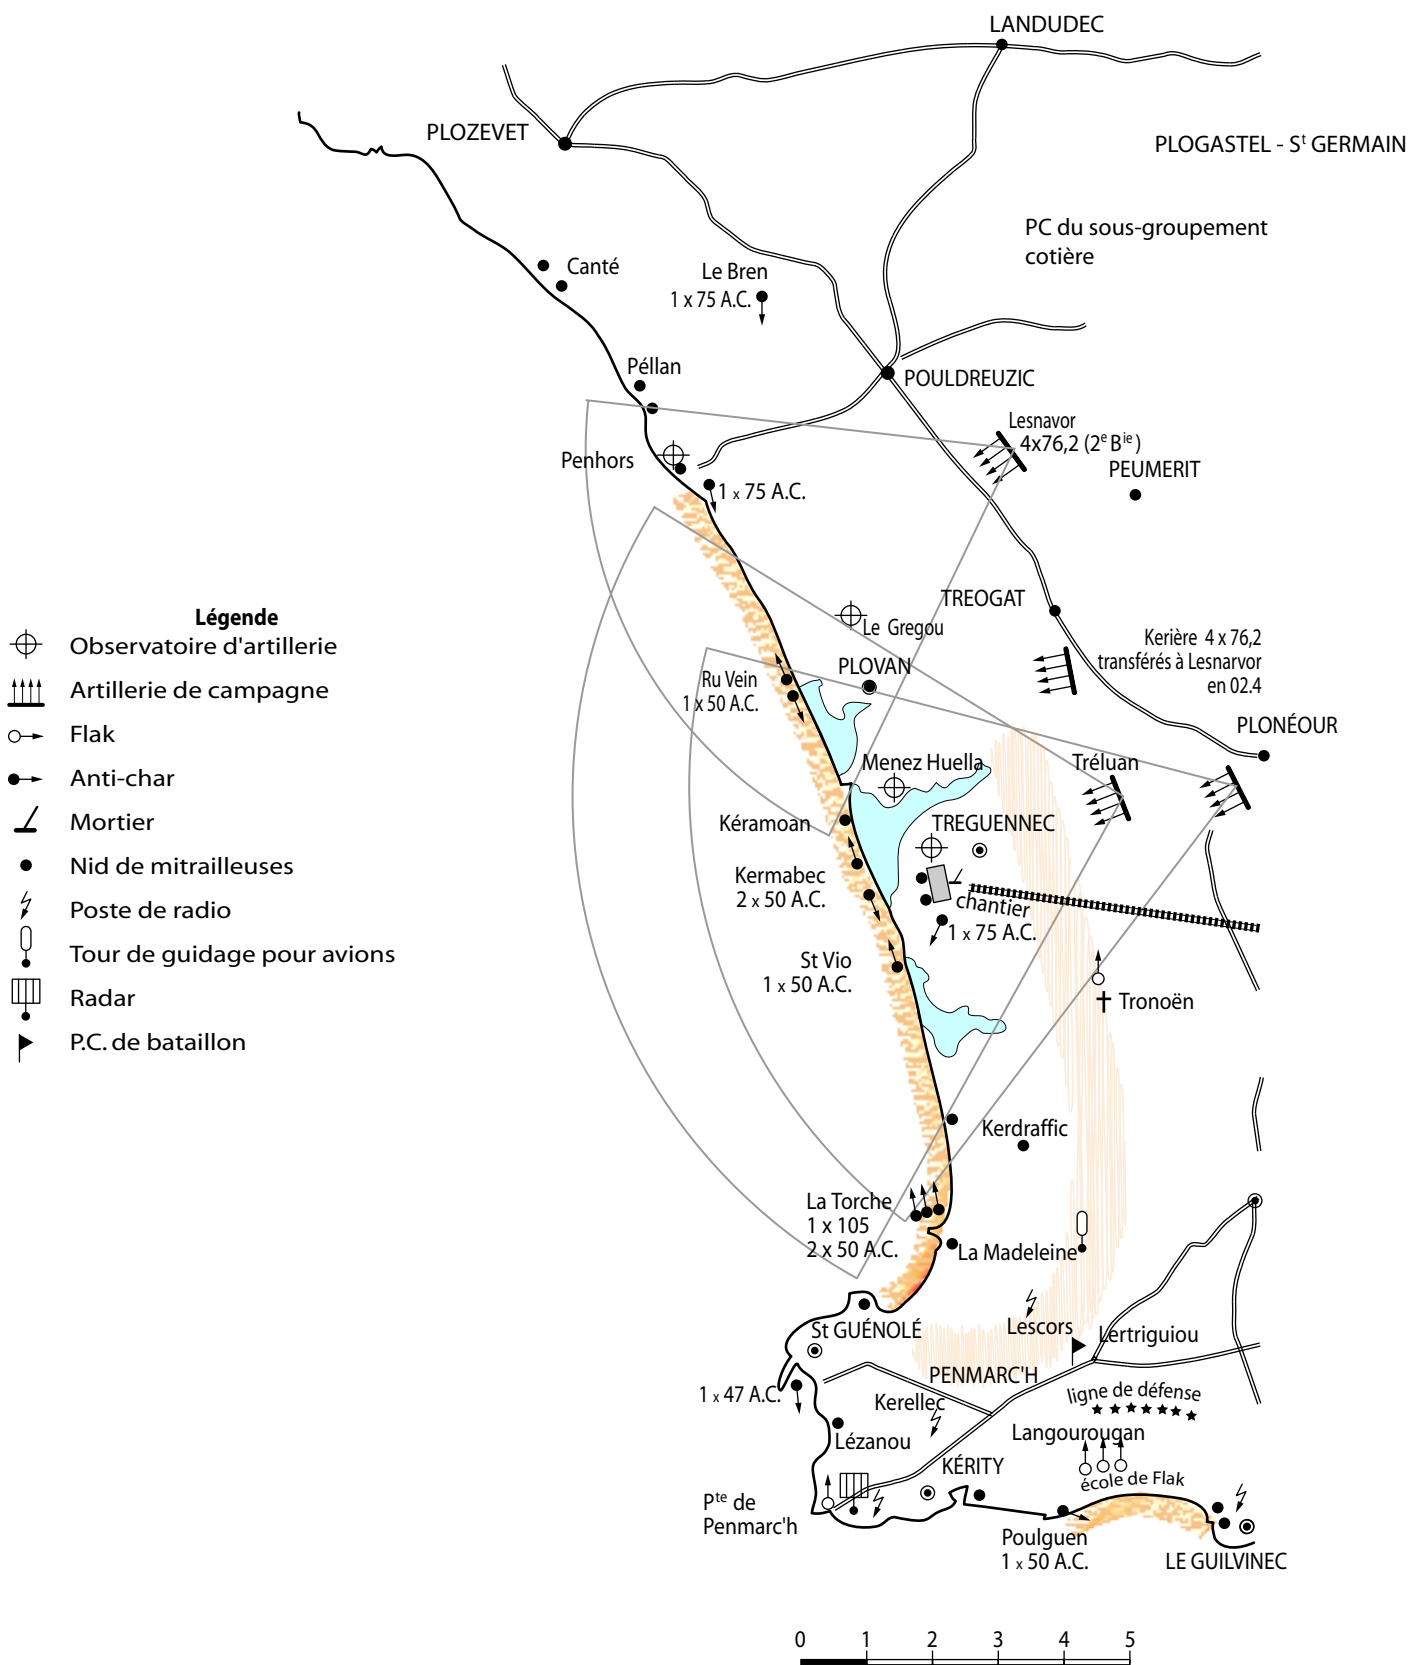 LANDUDEC
PLOZEVET
PLOGASTEL - Sᵗ GERMAIN
PC du sous-groupement
cotière
Canté
Le Bren
1 x 75 A.C.
Péllan
POULDREUZIC
Lesnavor
4x76,2 (2ᵉ Bⁱᵉ)
PEUMERIT
Penhors
1 x 75 A.C.
TREOGAT
Le Gregou
Kerière 4 x 76,2
transférés à Lesnarvor
en 02.4
PLOVAN
Ru Vein
1 x 50 A.C.
PLONÉOUR
Menez Huella
Tréluan
Kéramoan
TREGUENNEC
Kermabec
2 x 50 A.C.
chantier
1 x 75 A.C.
St Vio
1 x 50 A.C.
Tronoën
Kerdraffic
La Torche
1 x 105
2 x 50 A.C.
La Madeleine
St GUÉNOLÉ
Lescors
Lertriguiou
PENMARC'H
1 x 47 A.C.
Kerellec
ligne de défense
Lézanou
Langourougan
KÉRITY
école de Flak
Pᵗᵉ de
Penmarc'h
Poulguen
1 x 50 A.C.
LE GUILVINEC
Légende
Observatoire d'artillerie
Artillerie de campagne
Flak
Anti-char
Mortier
Nid de mitrailleuses
Poste de radio
Tour de guidage pour avions
Radar
P.C. de bataillon
0 1 2 3 4 5